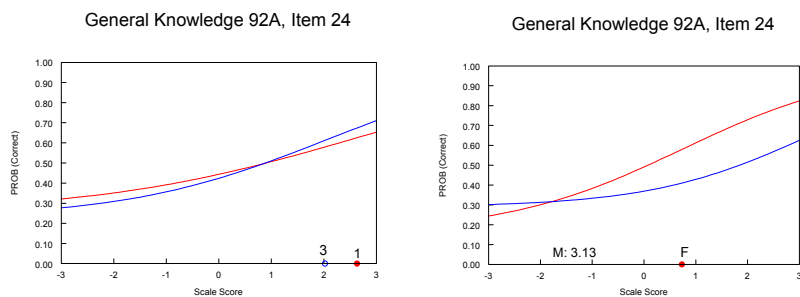 General Knowledge 92A, Item 24
1.00
0.90
0.80
0.70
0.60
0.50
0.40
0.30
0.20
0.10
0.00
PROB (Correct)
3
1
-3 -2 -1 0 1 2 3
Scale Score
General Knowledge 92A, Item 24
1.00
0.90
0.80
0.70
0.60
0.50
0.40
0.30
0.20
0.10
0.00
PROB (Correct)
M: 3.13
F
-3 -2 -1 0 1 2 3
Scale Score